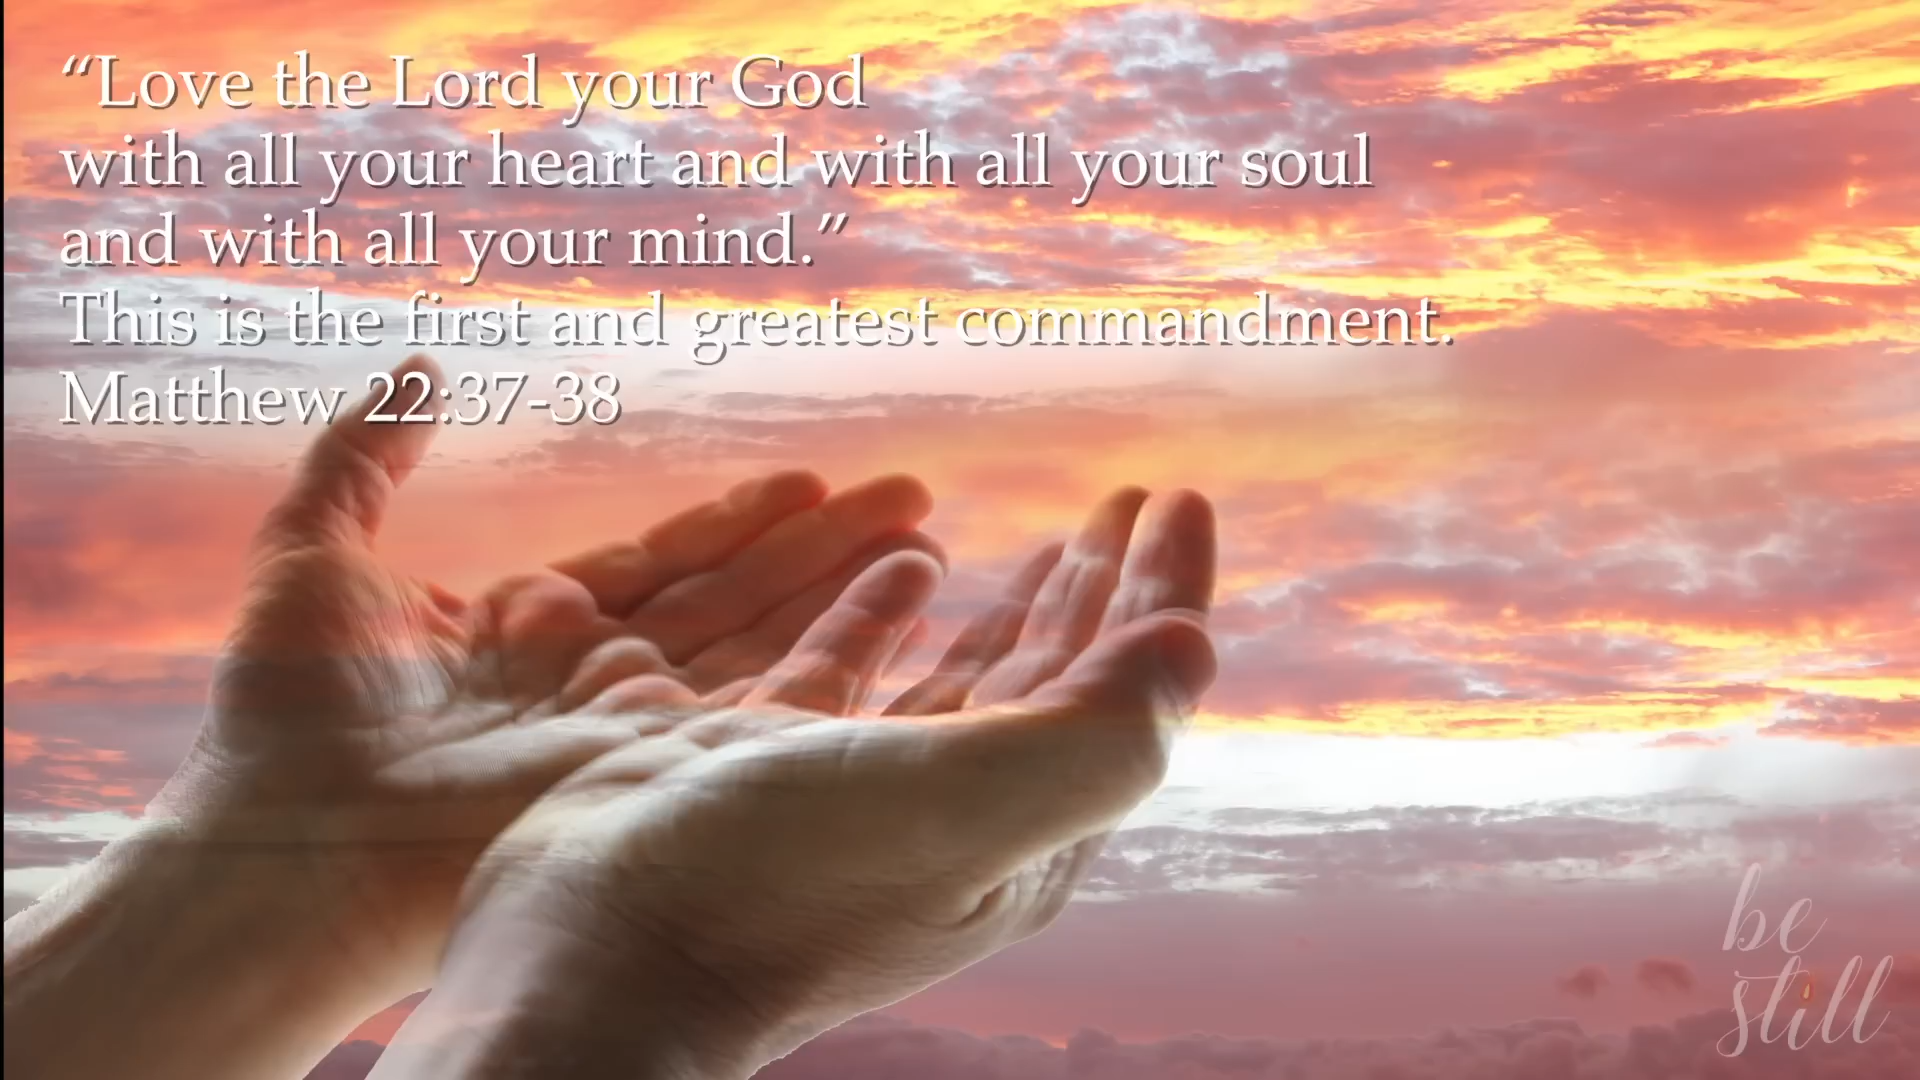 “Love the Lord your God
with all your heart and with all your soul
and with all your mind.”
This is the first and greatest commandment.
Matthew 22:37-38
be
still